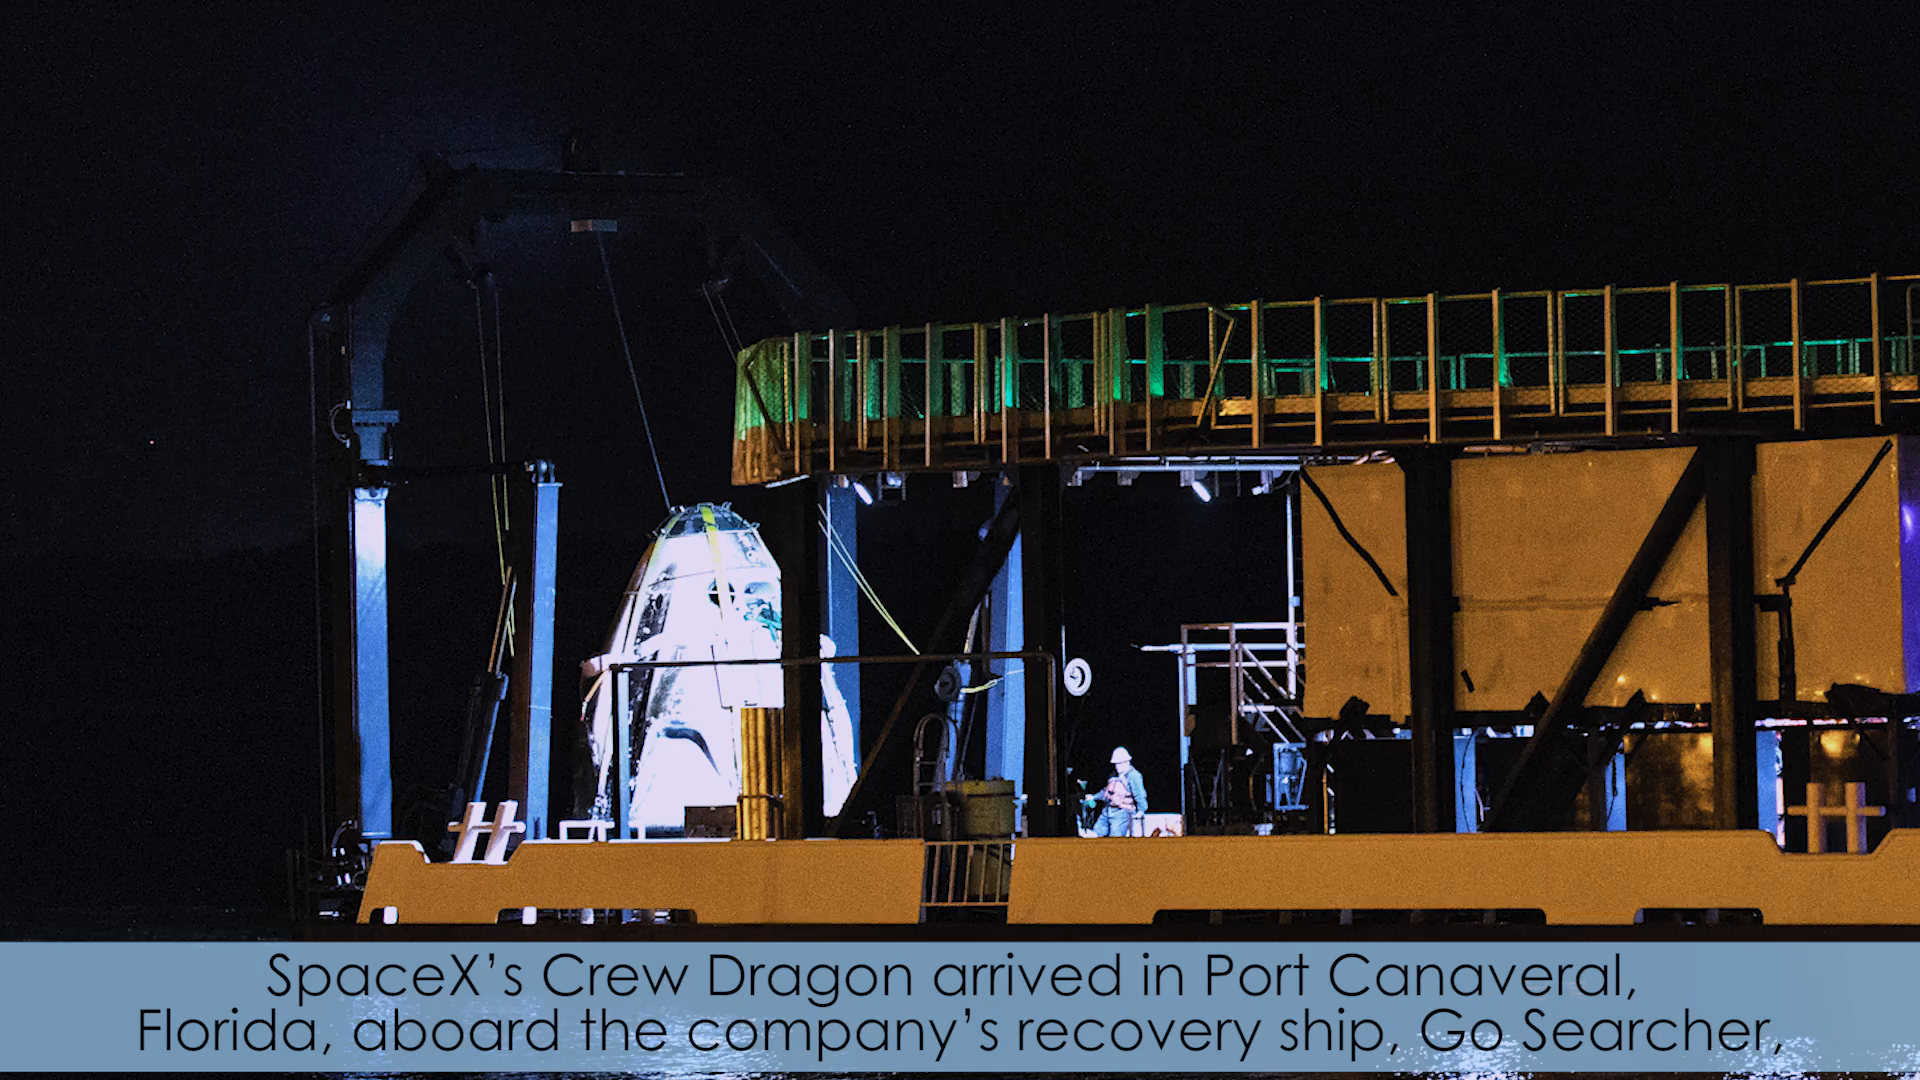 SpaceX’s Crew Dragon arrived in Port Canaveral,
Florida, aboard the company’s recovery ship, Go Searcher,